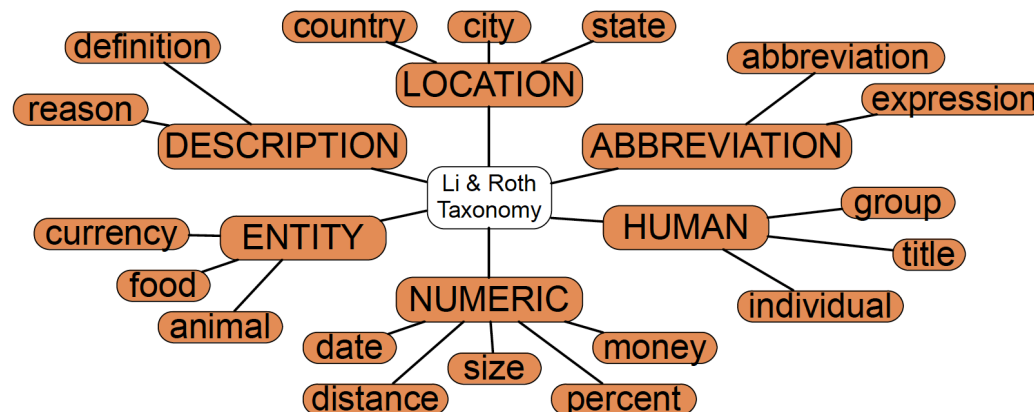 country
city
state
definition
abbreviation
LOCATION
reason
expression
DESCRIPTION
ABBREVIATION
Li & Roth
Taxonomy
group
currency
ENTITY
HUMAN
title
food
individual
animal
NUMERIC
date
size
money
distance
percent